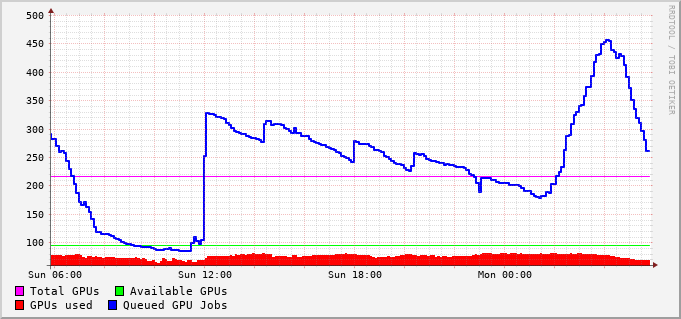 500
450
400
350
300
250
200
150
100
Sun 06:00 Sun 12:00 Sun 18:00 Mon 00:00
Total GPUs Available GPUs
GPUs used Queued GPU Jobs
RRDTOOL / TOBI OETIKER